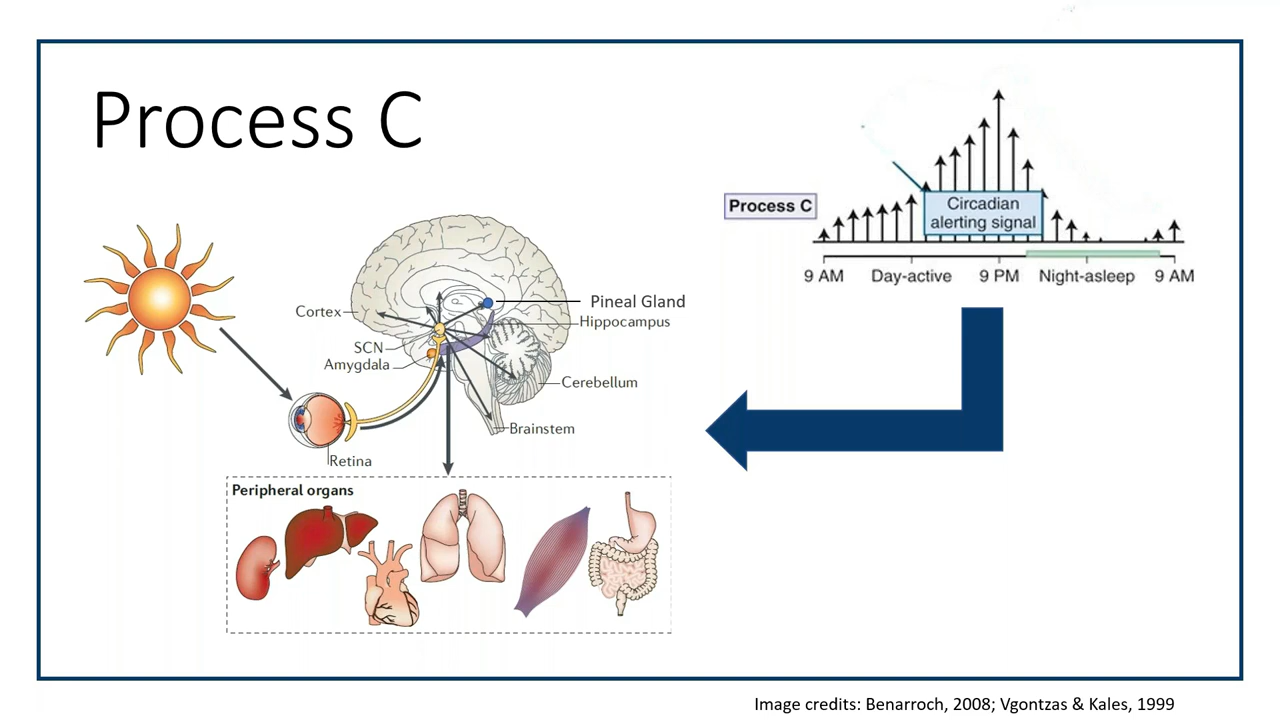 Process C
Process C
Circadian
alerting signal
9 AM Day-active 9 PM Night-asleep 9 AM
Cortex
Pineal Gland
Hippocampus
SCN
Amygdala
Cerebellum
Brainstem
Retina
Peripheral organs
Image credits: Benarroch, 2008; Vgontzas & Kales, 1999